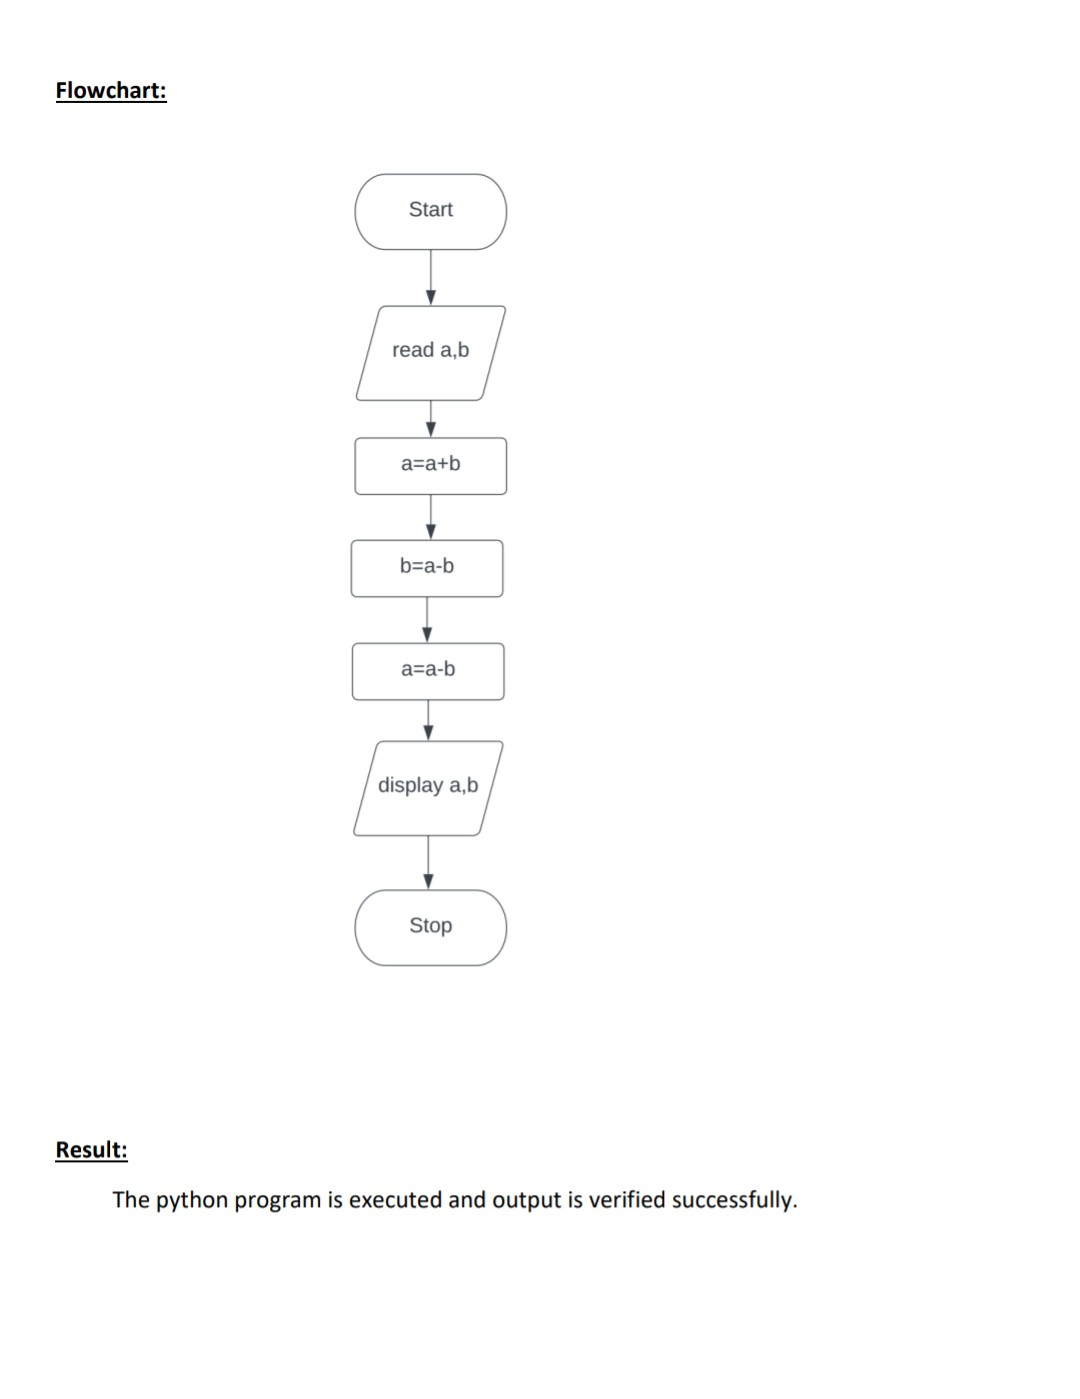 Flowchart:
Start
read a,b
a=a+b
b=a-b
a=a-b
display a,b
Stop
Result:
The python program is executed and output is verified successfully.